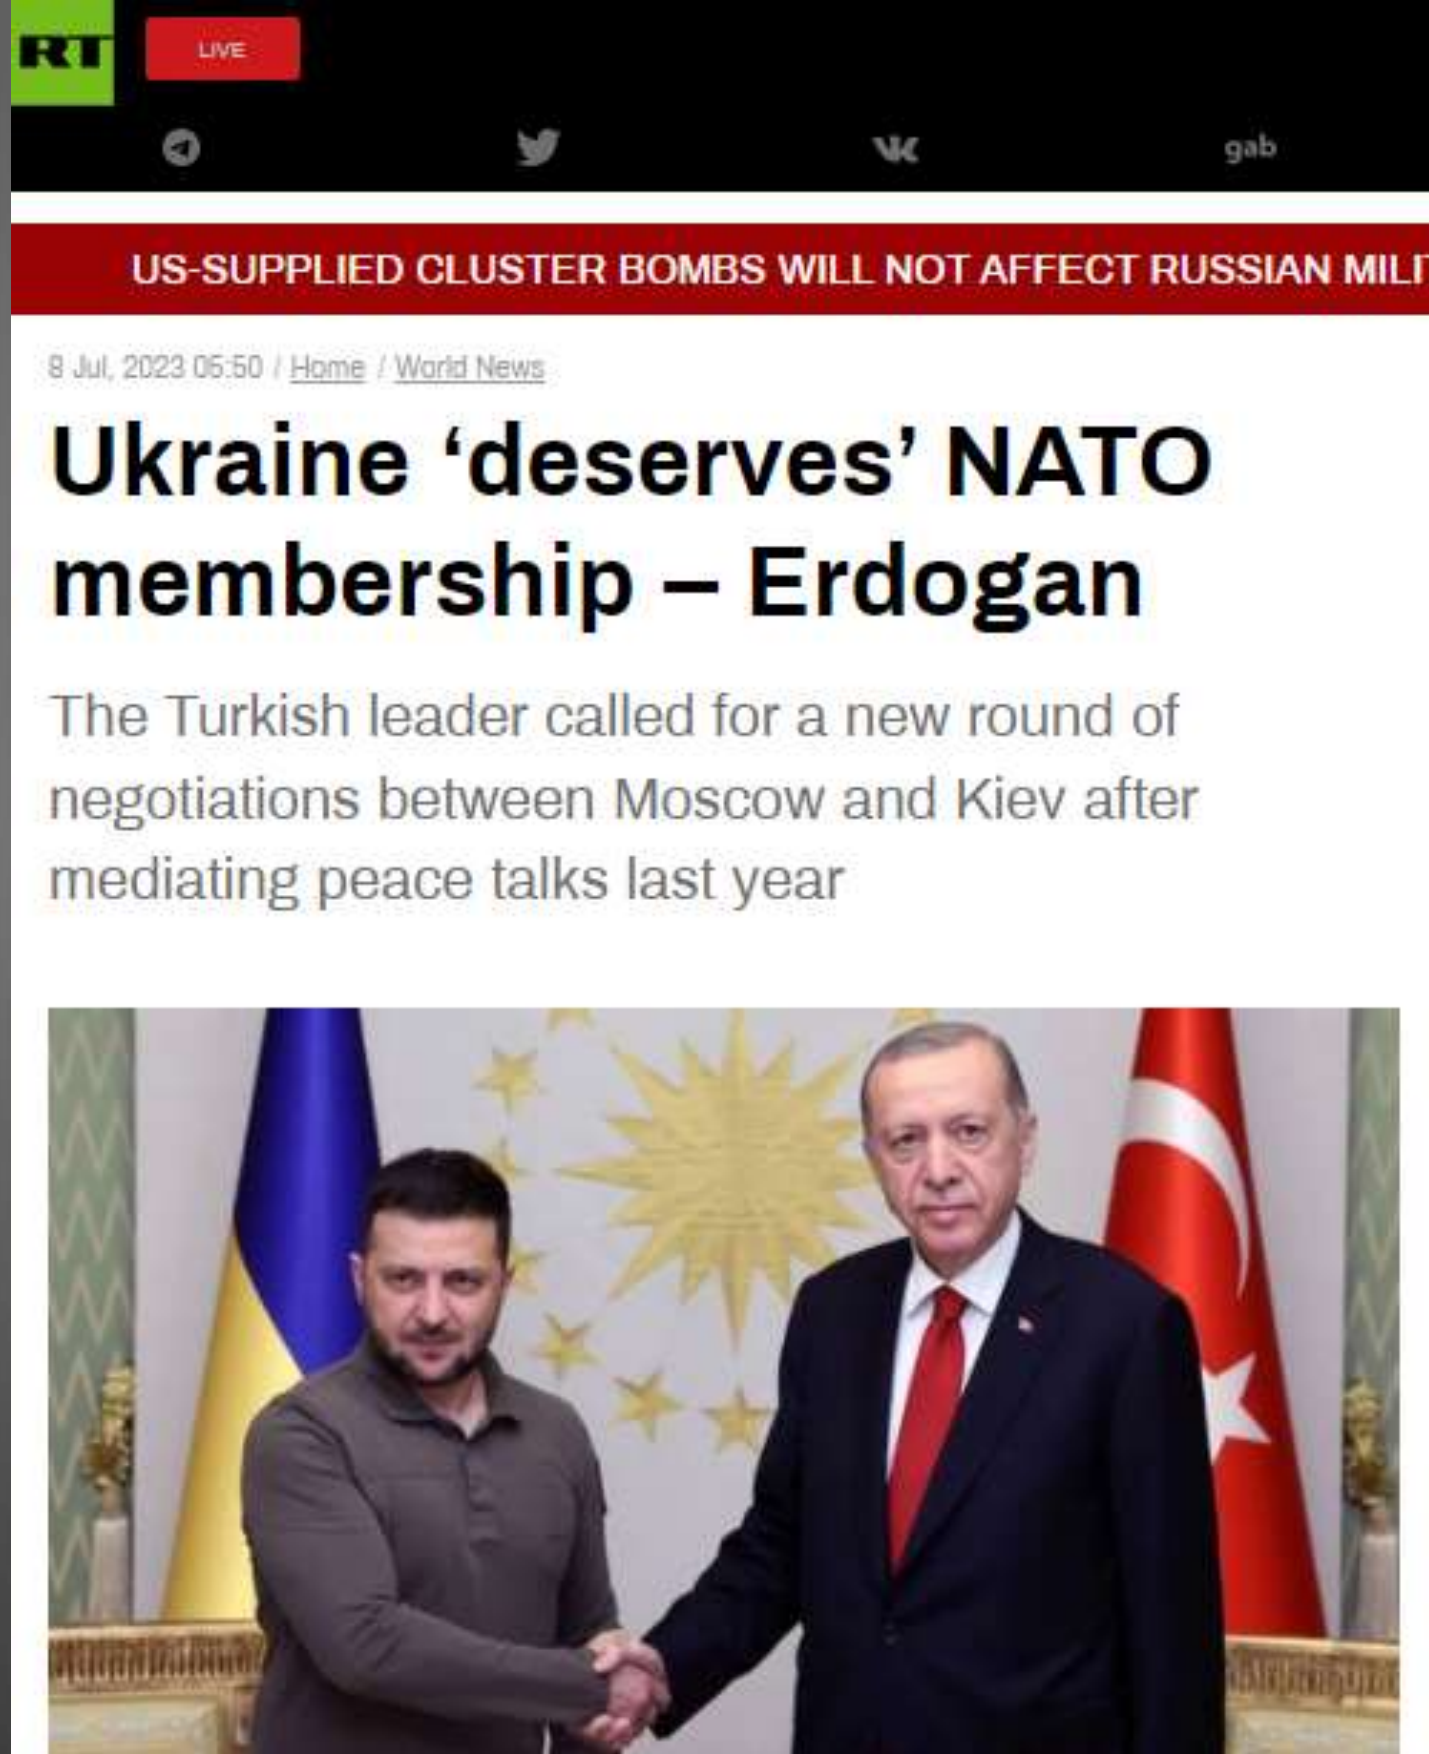 RT
LIVE
gab
US-SUPPLIED CLUSTER BOMBS WILL NOT AFFECT RUSSIAN MILIT
8 Jul, 2023 05:50 / Home / World News
Ukraine ‘deserves’ NATO
membership – Erdogan
The Turkish leader called for a new round of
negotiations between Moscow and Kiev after
mediating peace talks last year